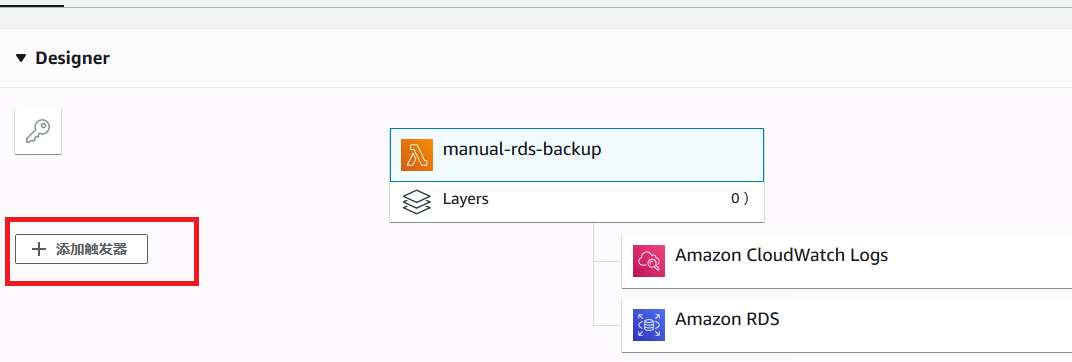 Designer
manual-rds-backup
Layers
0 )
添加触发器
Amazon CloudWatch Logs
Amazon RDS